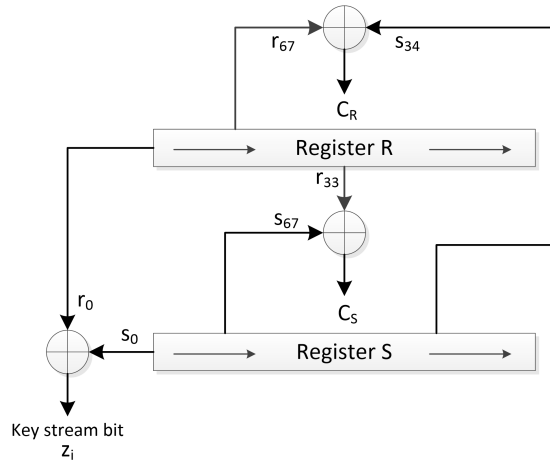 r67
s34
CR
Register R
r33
s67
CS
r0
s0
Register S
Key stream bit
zi